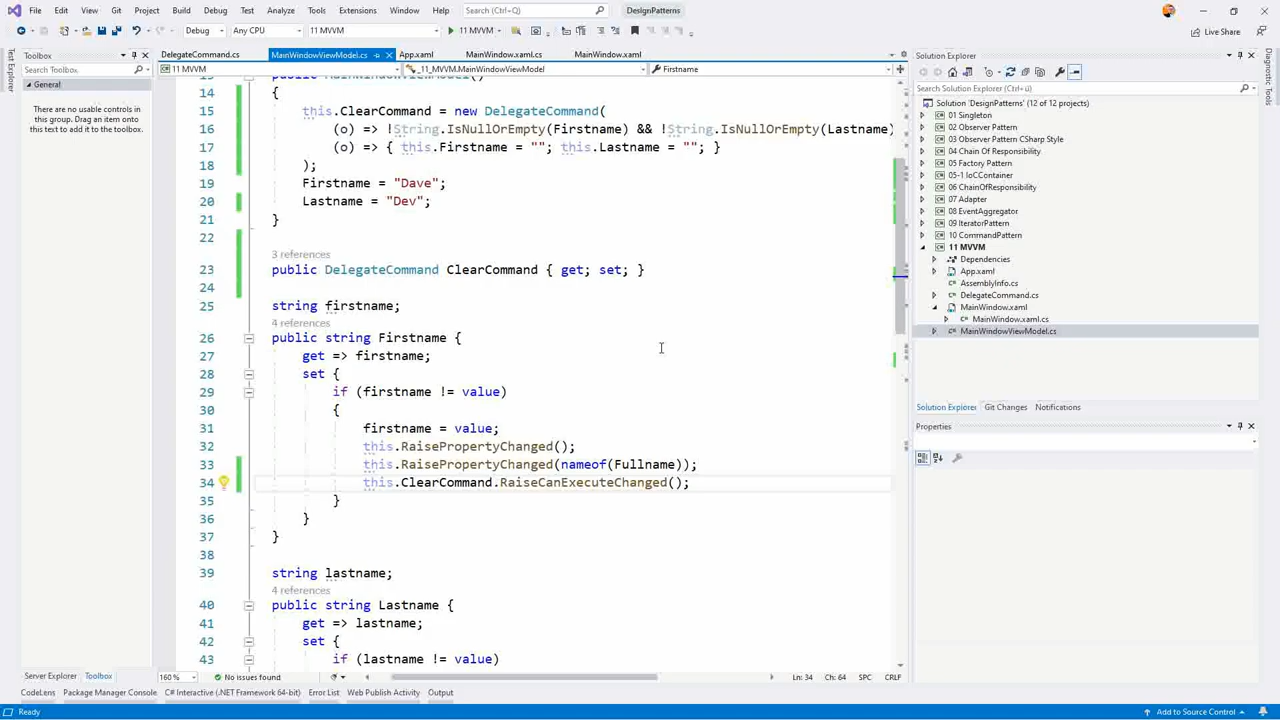 File Edit View Git Project Build Debug Test Analyze Tools Extensions Window Help Search (Ctrl+Q) DesignPatterns
Debug Any CPU 11 MVVM 11 MVVM Live Share
Test Explorer
Toolbox
Search Toolbox
General
There are no usable controls in
this group. Drag an item onto
this text to add it to the toolbox.
DelegateCommand.cs MainWindowViewModel.cs App.xaml MainWindow.xaml.cs MainWindow.xaml
11 MVVM _11_MVVM.MainWindowViewModel Firstname
14 {
15 this.ClearCommand = new DelegateCommand(
16 (o) => !String.IsNullOrEmpty(Firstname) && !String.IsNullOrEmpty(Lastname)
17 (o) => { this.Firstname = ""; this.Lastname = ""; }
18 );
19 Firstname = "Dave";
20 Lastname = "Dev";
21 }
22
3 references
23 public DelegateCommand ClearCommand { get; set; }
24
25 string firstname;
4 references
26 public string Firstname {
27 get => firstname;
28 set {
29 if (firstname != value)
30 {
31 firstname = value;
32 this.RaisePropertyChanged();
33 this.RaisePropertyChanged(nameof(Fullname));
34 this.ClearCommand.RaiseCanExecuteChanged();
35 }
36 }
37 }
38
39 string lastname;
4 references
40 public string Lastname {
41 get => lastname;
42 set {
43 if (lastname != value)
160 % No issues found Ln: 34 Ch: 64 SPC CRLF
Solution Explorer
Search Solution Explorer (Ctrl+ü)
Solution 'DesignPatterns' (12 of 12 projects)
01 Singleton
02 Observer Pattern
03 Observer Pattern CSharp Style
04 Chain Of Responsibility
05 Factory Pattern
05-1 IoCContainer
06 ChainOfResponsibility
07 Adapter
08 EventAggregator
09 IteratorPattern
10 CommandPattern
11 MVVM
Dependencies
App.xaml
AssemblyInfo.cs
DelegateCommand.cs
MainWindow.xaml
MainWindow.xaml.cs
MainWindowViewModel.cs
Solution Explorer Git Changes Notifications
Properties
Diagnostic Tools
Server Explorer Toolbox
CodeLens Package Manager Console C# Interactive (.NET Framework 64-bit) Error List Web Publish Activity Output
Ready Add to Source Control